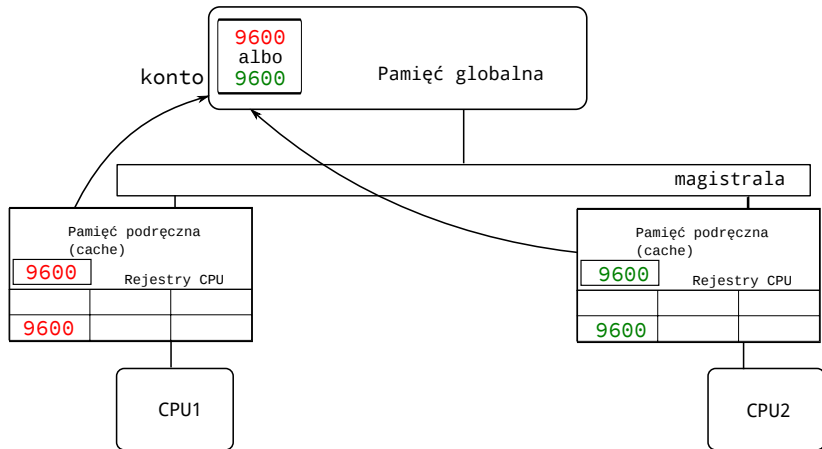 9600
albo
9600
konto
Pamięć globalna
magistrala
Pamięć podręczna
(cache)
9600
Rejestry CPU
9600
CPU1
Pamięć podręczna
(cache)
9600
Rejestry CPU
9600
CPU2